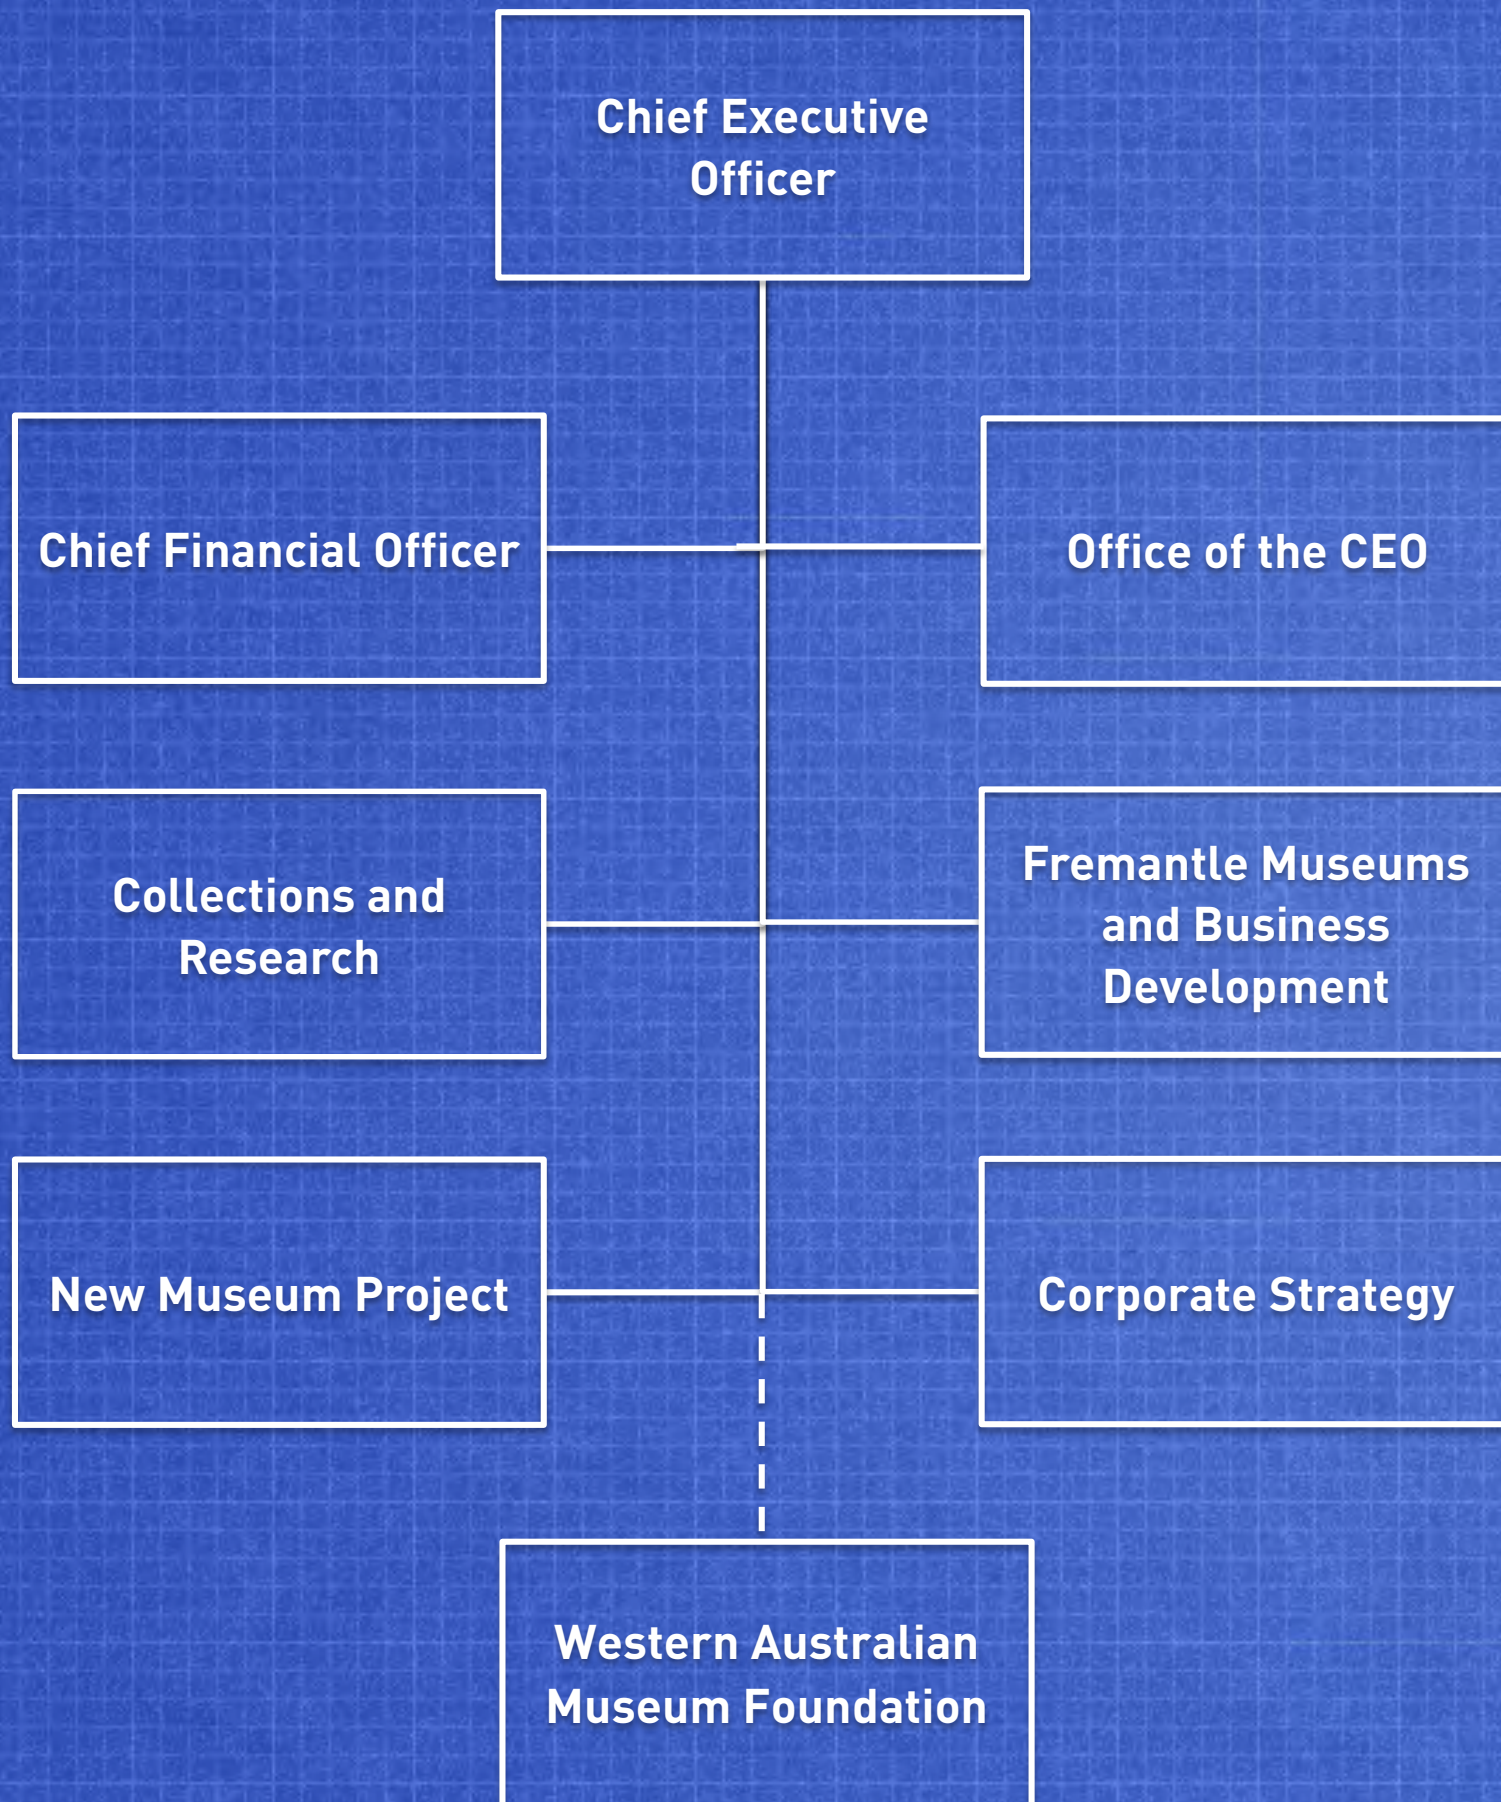 Chief Executive
Officer
Chief Financial Officer
Office of the CEO
Collections and
Research
Fremantle Museums
and Business
Development
New Museum Project
Corporate Strategy
Western Australian
Museum Foundation